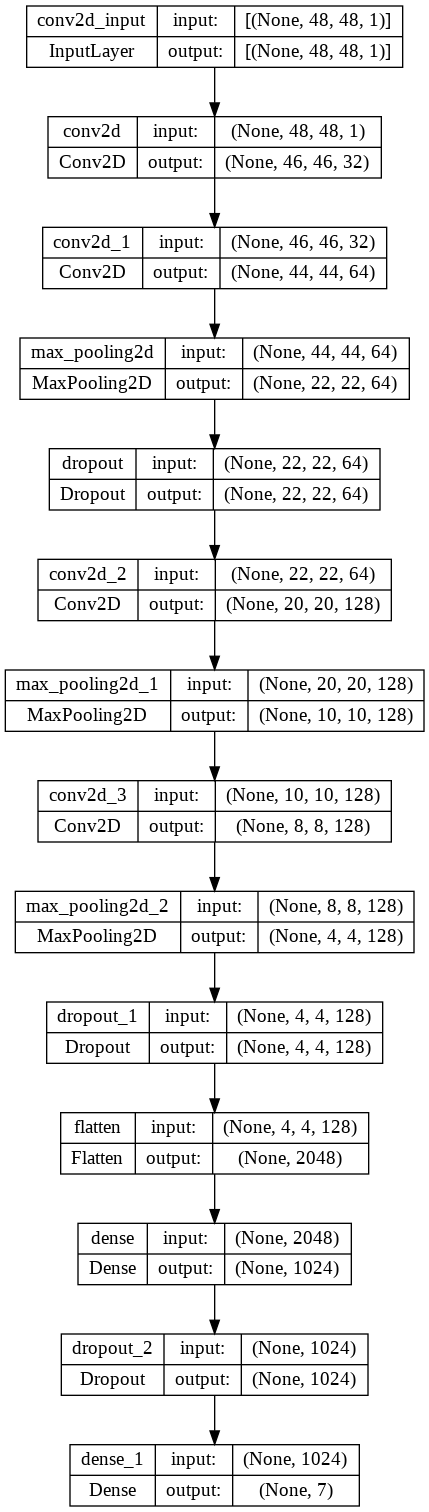 conv2d_input input: [(None, 48, 48, 1)]
InputLayer output: [(None, 48, 48, 1)]
conv2d input: (None, 48, 48, 1)
Conv2D output: (None, 46, 46, 32)
conv2d_1 input: (None, 46, 46, 32)
Conv2D output: (None, 44, 44, 64)
max_pooling2d input: (None, 44, 44, 64)
MaxPooling2D output: (None, 22, 22, 64)
dropout input: (None, 22, 22, 64)
Dropout output: (None, 22, 22, 64)
conv2d_2 input: (None, 22, 22, 64)
Conv2D output: (None, 20, 20, 128)
max_pooling2d_1 input: (None, 20, 20, 128)
MaxPooling2D output: (None, 10, 10, 128)
conv2d_3 input: (None, 10, 10, 128)
Conv2D output: (None, 8, 8, 128)
max_pooling2d_2 input: (None, 8, 8, 128)
MaxPooling2D output: (None, 4, 4, 128)
dropout_1 input: (None, 4, 4, 128)
Dropout output: (None, 4, 4, 128)
flatten input: (None, 4, 4, 128)
Flatten output: (None, 2048)
dense input: (None, 2048)
Dense output: (None, 1024)
dropout_2 input: (None, 1024)
Dropout output: (None, 1024)
dense_1 input: (None, 1024)
Dense output: (None, 7)